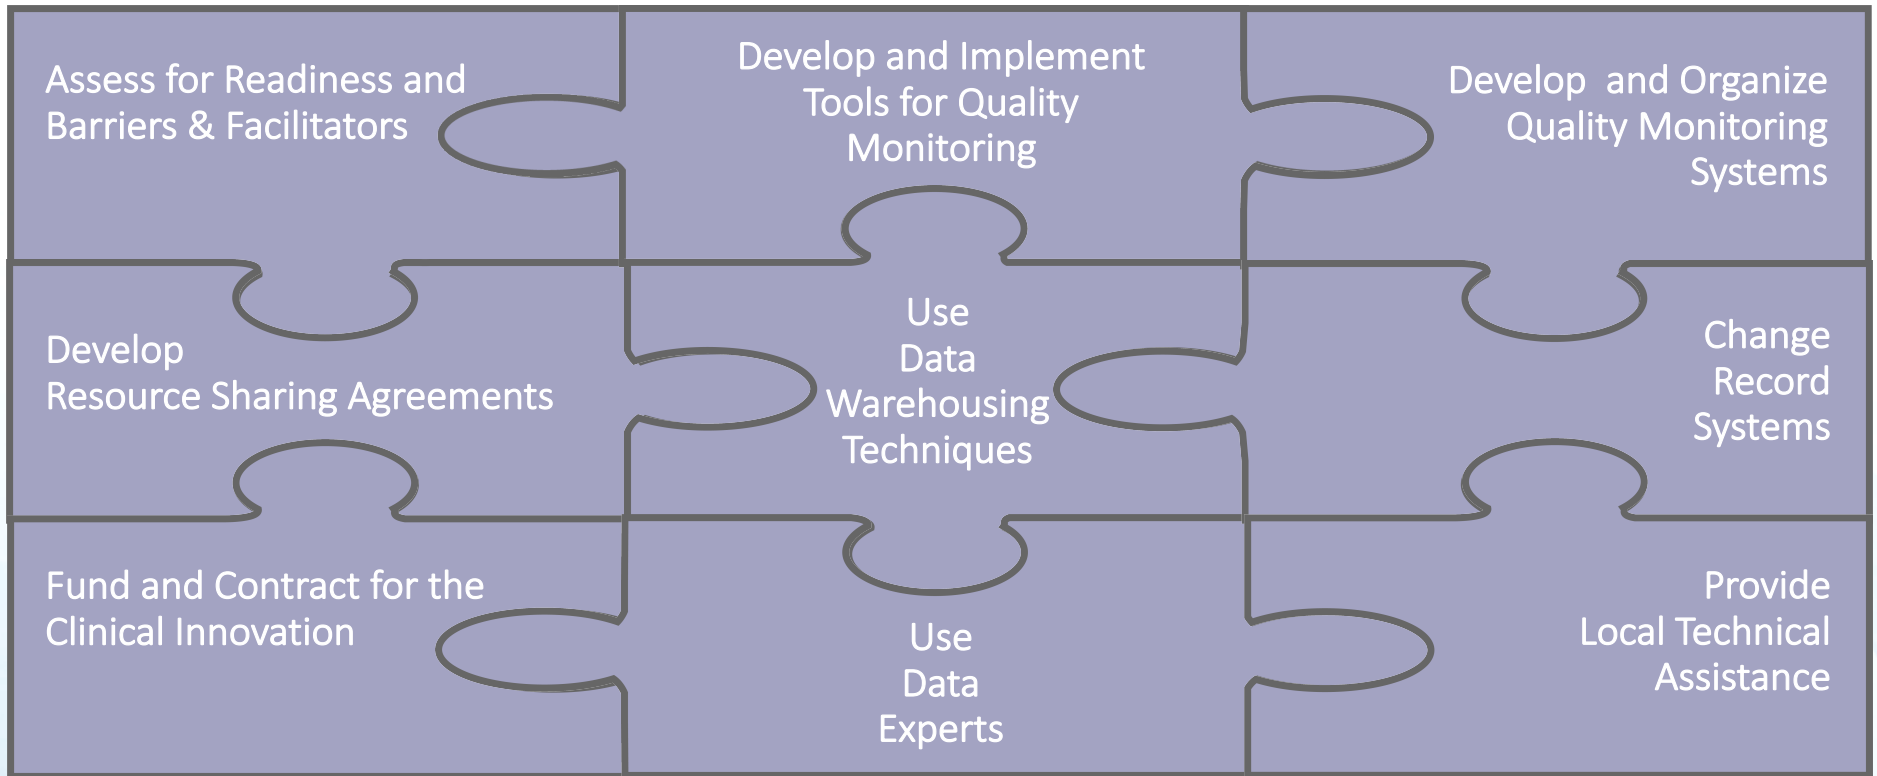 Assess for Readiness and
Barriers & Facilitators
Develop and Implement
Tools for Quality
Monitoring
Develop  and Organize
Quality Monitoring
Systems
Develop
Resource Sharing Agreements
Use
Data
Warehousing
Techniques
Change
Record
Systems
Fund and Contract for the
Clinical Innovation
Use
Data
Experts
Provide
Local Technical
Assistance